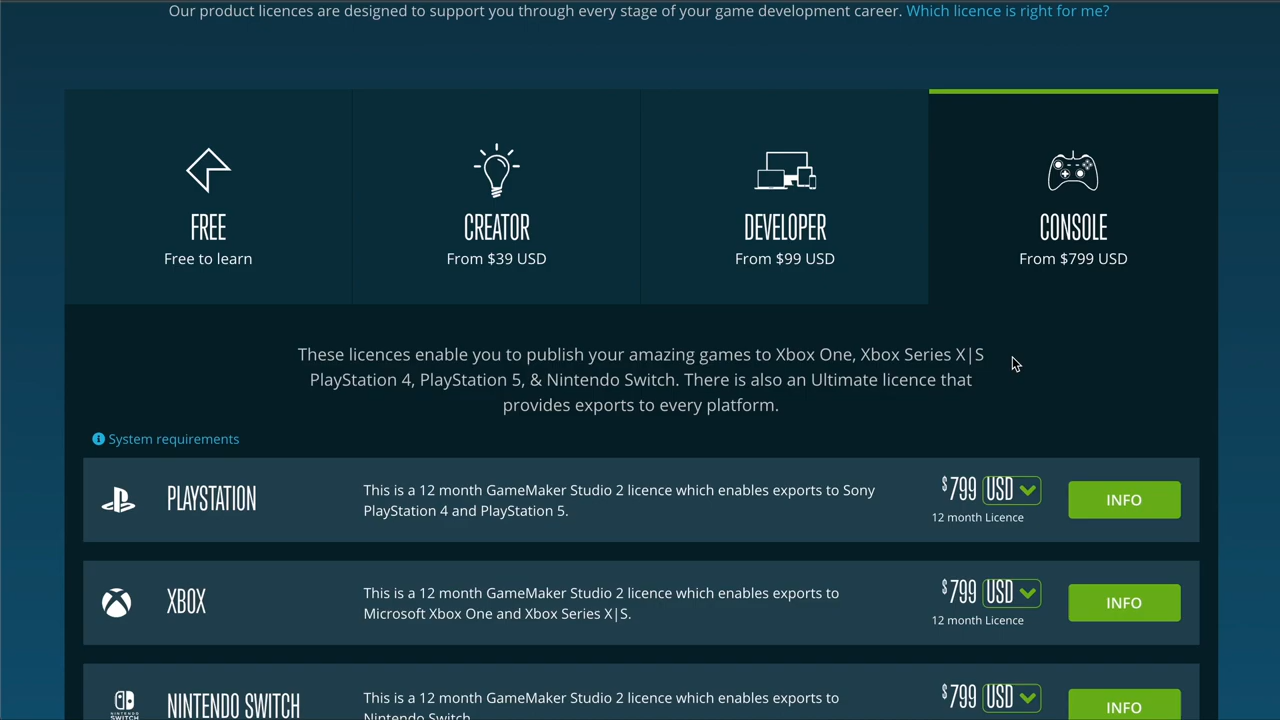 Our product licences are designed to support you through every stage of your game development career. Which licence is right for me?
FREE
Free to learn
CREATOR
From $39 USD
DEVELOPER
From $99 USD
CONSOLE
From $799 USD
These licences enable you to publish your amazing games to Xbox One, Xbox Series X|S
PlayStation 4, PlayStation 5, & Nintendo Switch. There is also an Ultimate licence that
provides exports to every platform.
System requirements
PLAYSTATION
This is a 12 month GameMaker Studio 2 licence which enables exports to Sony
PlayStation 4 and PlayStation 5.
$799 USD
12 month Licence
INFO
XBOX
This is a 12 month GameMaker Studio 2 licence which enables exports to
Microsoft Xbox One and Xbox Series X|S.
$799 USD
12 month Licence
INFO
NINTENDO SWITCH
NINTENDO
SWITCH
This is a 12 month GameMaker Studio 2 licence which enables exports to
Nintendo Switch.
$799 USD
INFO